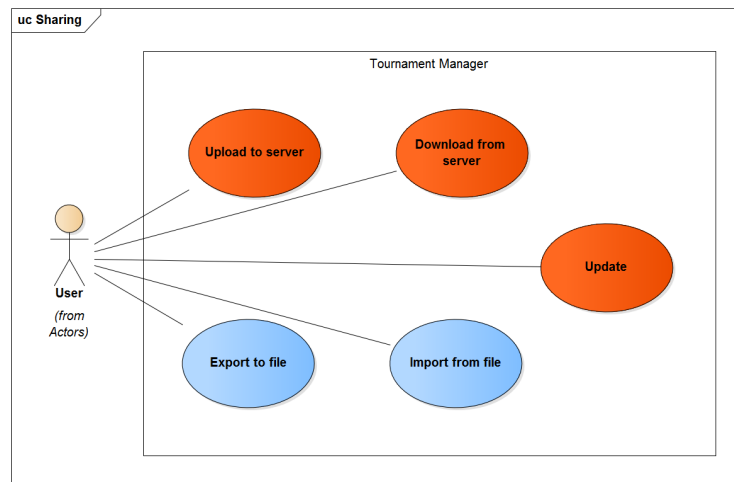 uc Sharing
Tournament Manager
Upload to server
Download from
server
Update
User
(from
Actors)
Export to file
Import from file